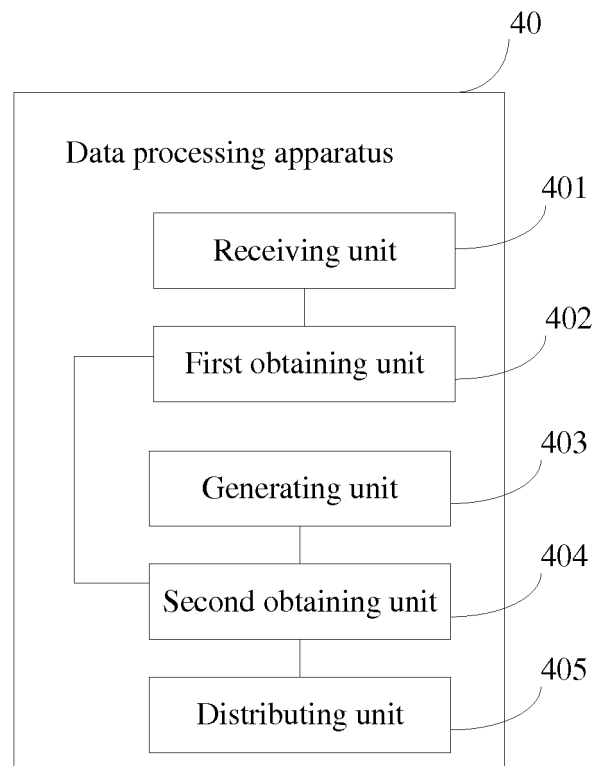 40
Data processing apparatus
401
Receiving unit
402
First obtaining unit
403
Generating unit
404
Second obtaining unit
405
Distributing unit